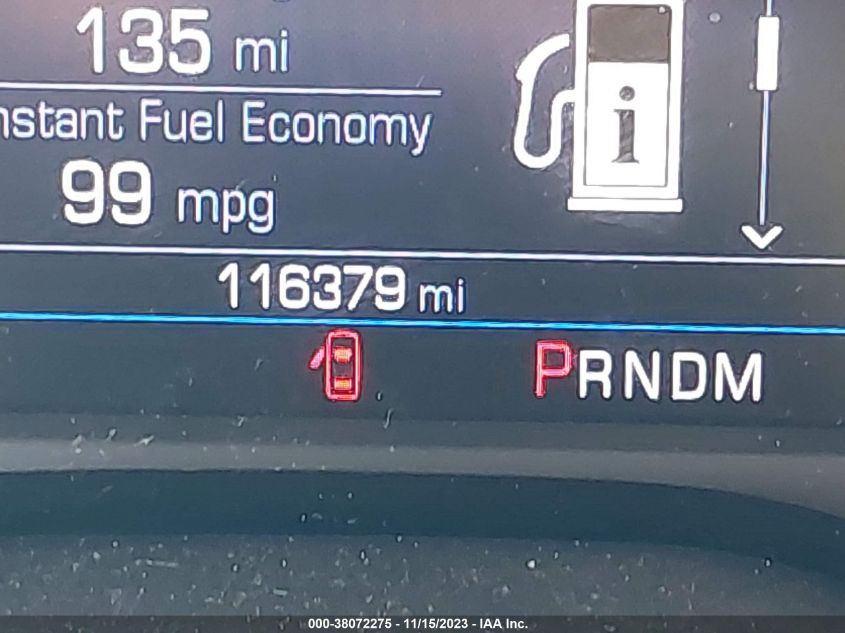 135 mi
nstant Fuel Economy
99 mpg
i
116379 mi
PRNDM
000-38072275 - 11/15/2023 - IAA Inc.